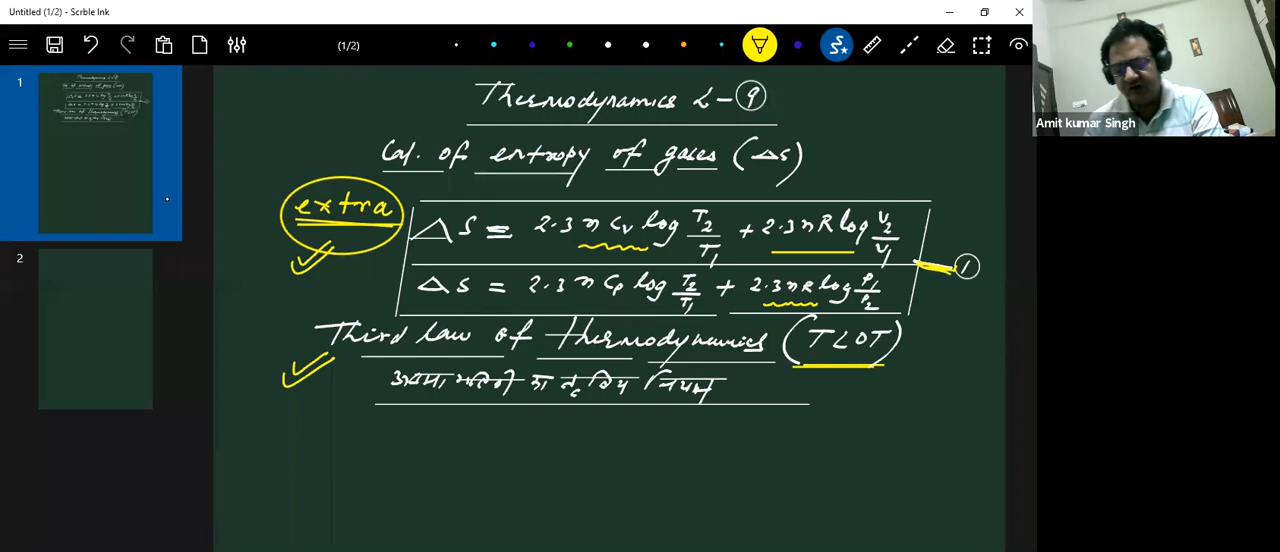 Untitled (1/2) - Scrble Ink
(1/2)
Amit kumar Singh
1
2
Thermodynamics L-9
Cal. of entropy of gases (ΔS)
extra
ΔS = 2.3 n Cv log T2/T1 + 2.3 n R log V2/V1
1
ΔS = 2.3 n Cp log T2/T1 + 2.3 n R log P1/P2
Third law of thermodynamics (TLOT)
का तृतीय नियम